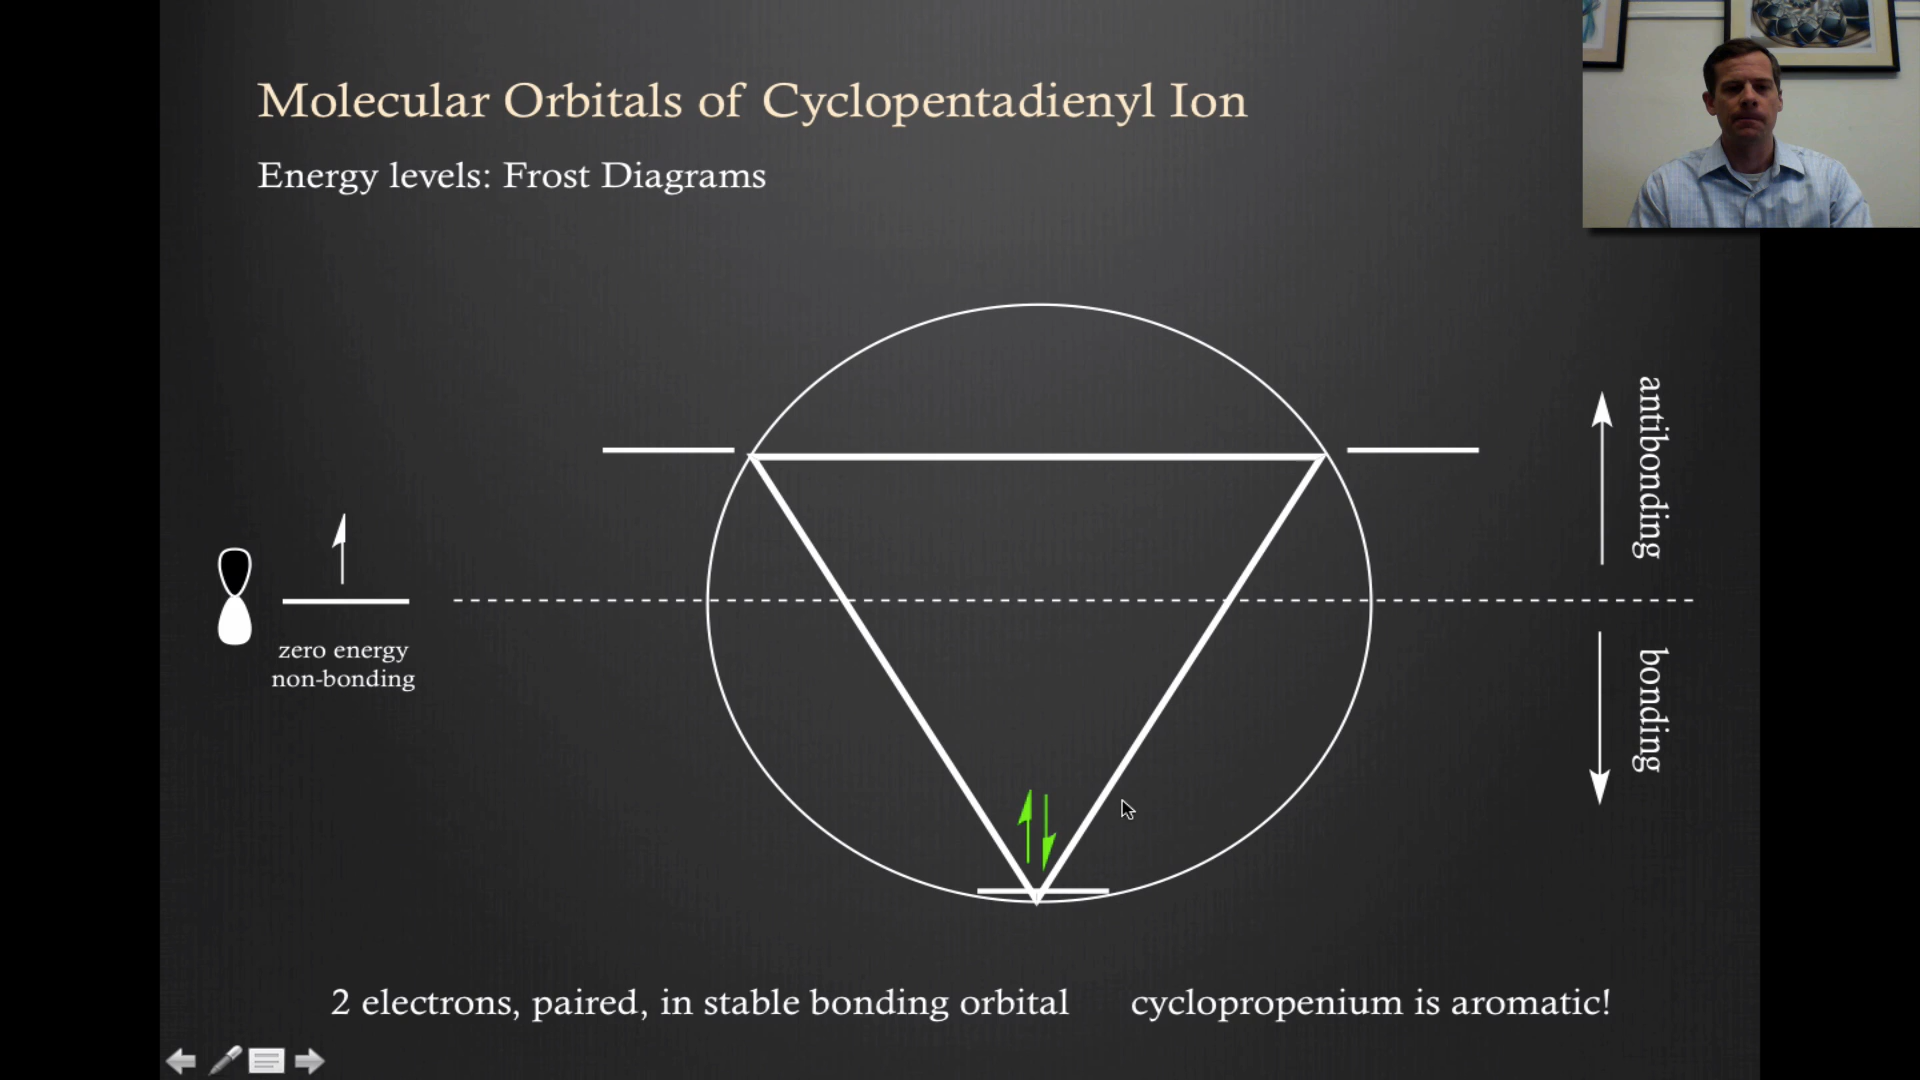 Molecular Orbitals of Cyclopentadienyl Ion
Energy levels: Frost Diagrams
antibonding
zero energy
non-bonding
bonding
2 electrons, paired, in stable bonding orbital
cyclopropenium is aromatic!